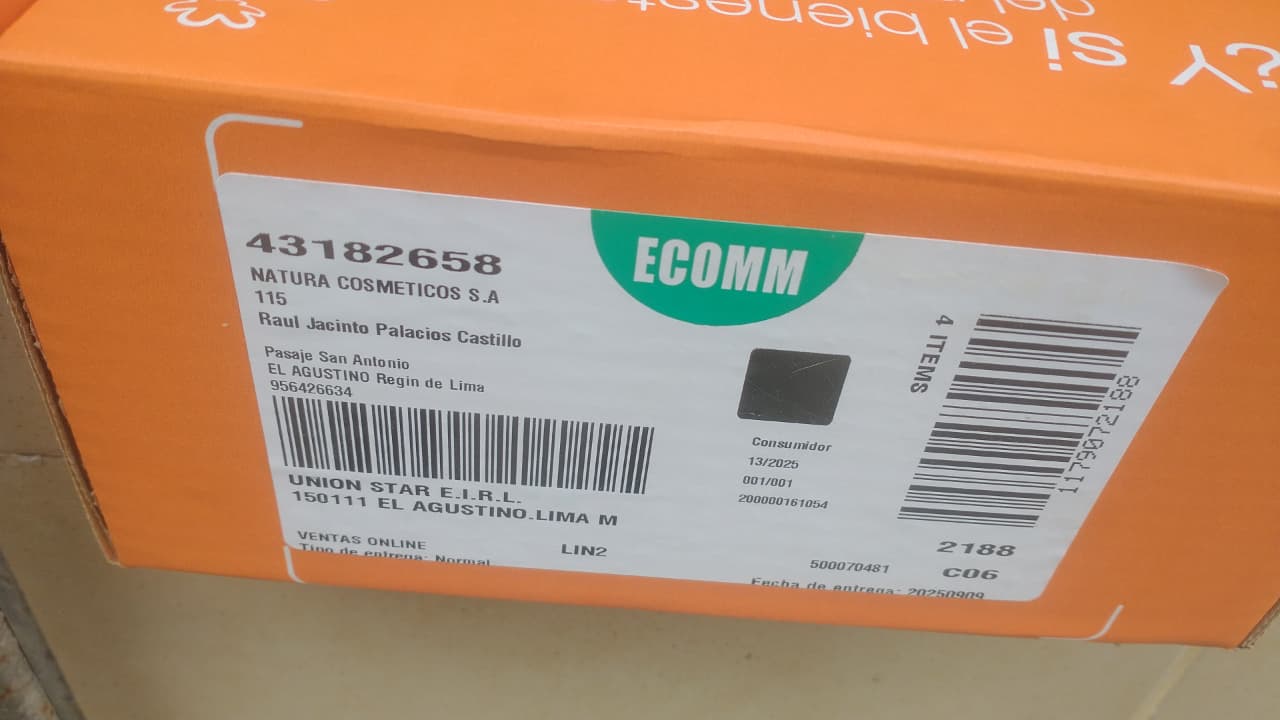 ¿Y si el bienest
del
43182658
NATURA COSMETICOS S.A
115
Raul Jacinto Palacios Castillo
Pasaje San Antonio
EL AGUSTINO Regin de Lima
956426634
UNION STAR E.I.R.L.
150111 EL AGUSTINO.LIMA M
VENTAS ONLINE
LIN2
Tipo de entrega: Normal
ECOMM
Consumidor
13/2025
001/001
200000161054
4 ITEMS
2188
500070481
C06
Fecha de entrega: 20250909